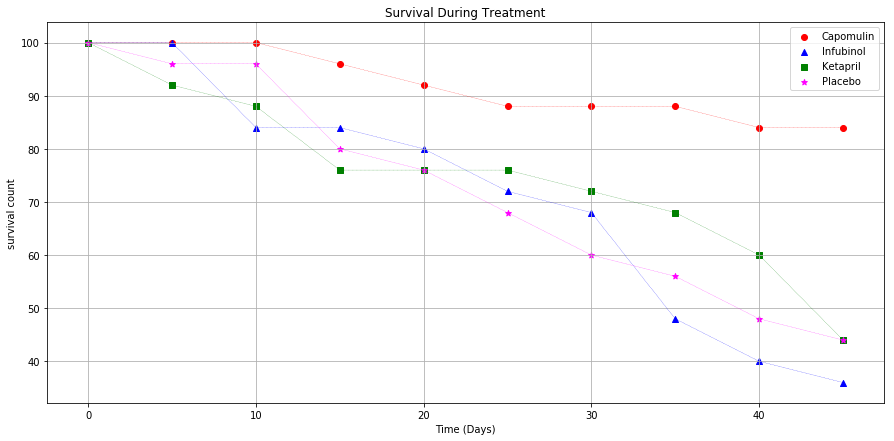 Survival During Treatment
Capomulin
Infubinol
Ketapril
Placebo
100
90
80
70
60
50
40
survival count
0 10 20 30 40
Time (Days)